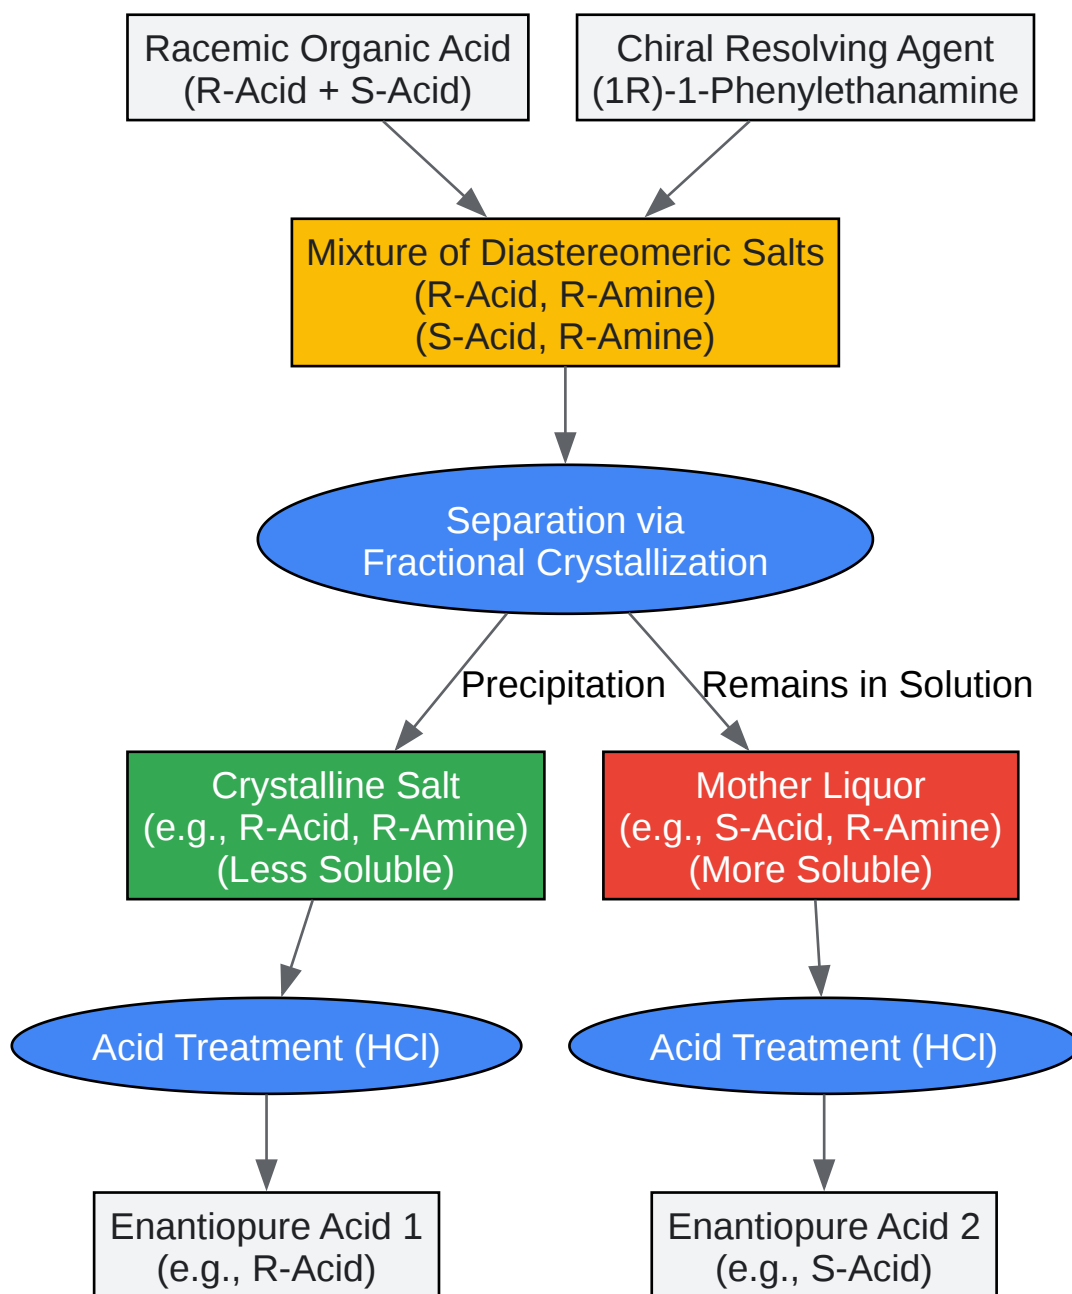 Racemic Organic Acid
(R-Acid + S-Acid)
Chiral Resolving Agent
(1R)-1-Phenylethanamine
Mixture of Diastereomeric Salts
(R-Acid, R-Amine)
(S-Acid, R-Amine)
Separation via
Fractional Crystallization
Precipitation
Remains in Solution
Crystalline Salt
(e.g., R-Acid, R-Amine)
(Less Soluble)
Mother Liquor
(e.g., S-Acid, R-Amine)
(More Soluble)
Acid Treatment (HCl)
Acid Treatment (HCl)
Enantiopure Acid 1
(e.g., R-Acid)
Enantiopure Acid 2
(e.g., S-Acid)